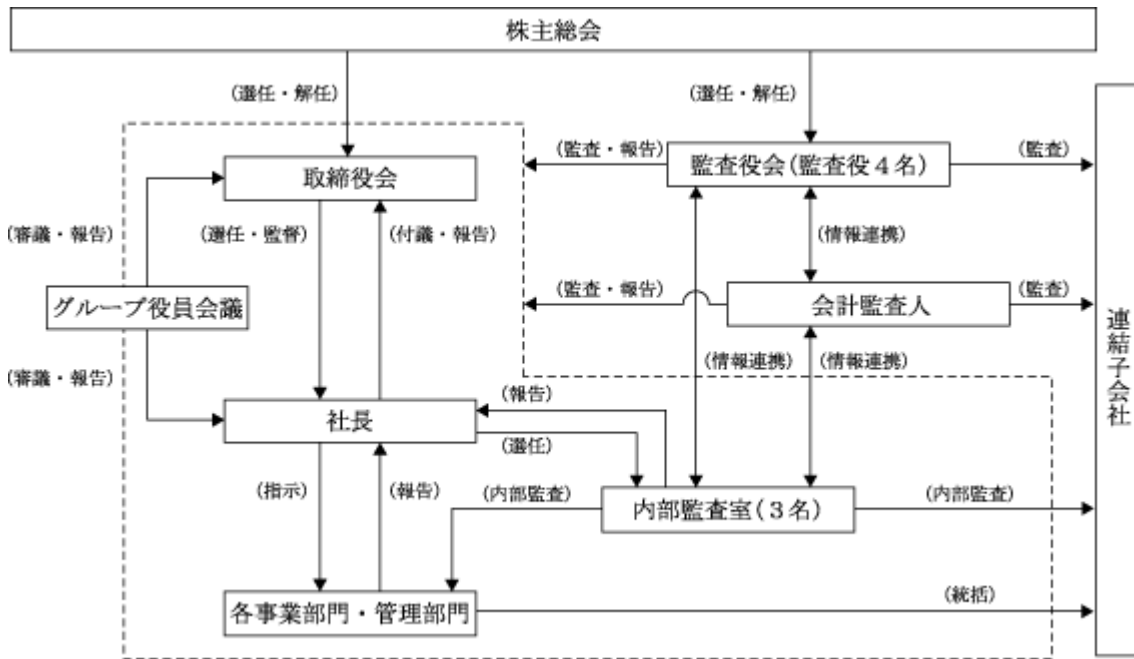 株主総会
(選任・解任)
(選任・解任)
(監査・報告)
監査役会(監査役4名)
(監査)
取締役会
(審議・報告)
(選任・監督)
(付議・報告)
(情報連携)
グループ役員会議
(監査・報告)
会計監査人
(監査)
連結子会社
(審議・報告)
(情報連携)
(情報連携)
(報告)
社長
(選任)
(指示)
(報告)
(内部監査)
内部監査室(3名)
(内部監査)
各事業部門・管理部門
(統括)